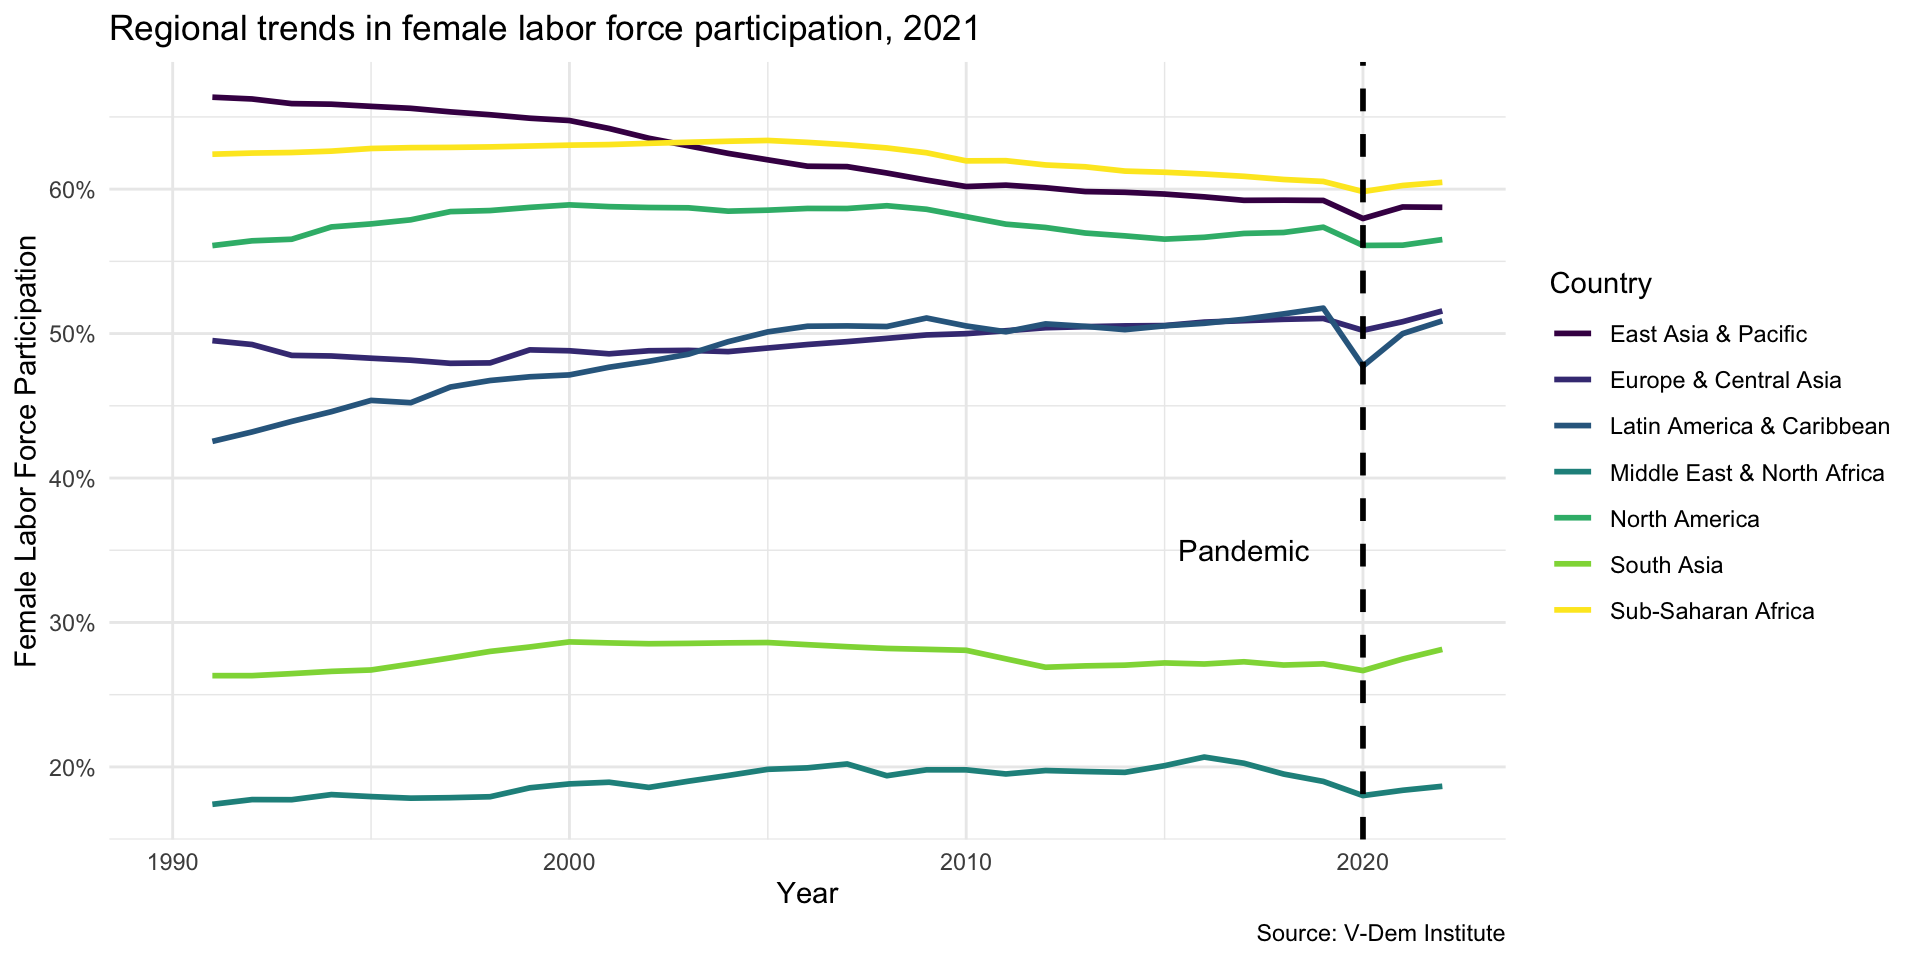 Regional trends in female labor force participation, 2021
Female Labor Force Participation
60%
50%
40%
30%
20%
Pandemic
1990
2000
2010
2020
Year
Country
East Asia & Pacific
Europe & Central Asia
Latin America & Caribbean
Middle East & North Africa
North America
South Asia
Sub-Saharan Africa
Source: V-Dem Institute